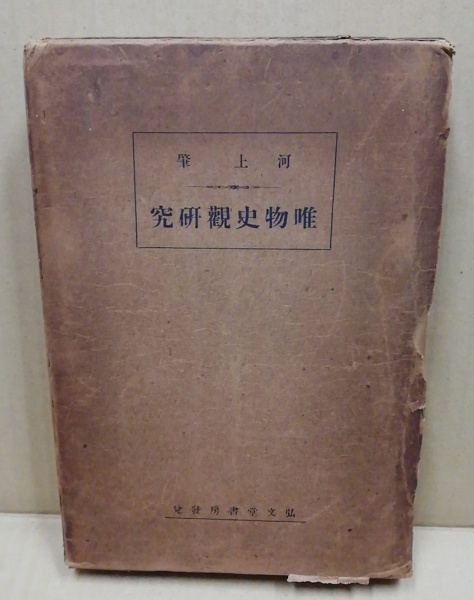 河上肇
唯物史觀研究
弘文堂書房發兌